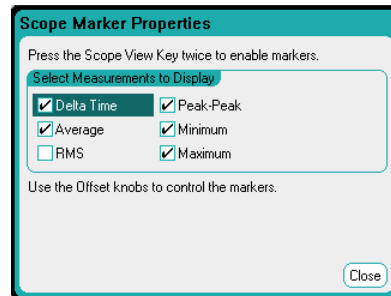 Scope Marker Properties
Press the Scope View Key twice to enable markers.
Select Measurements to Display
Delta Time Peak-Peak
Average Minimum
RMS Maximum
Use the Offset knobs to control the markers.
Close